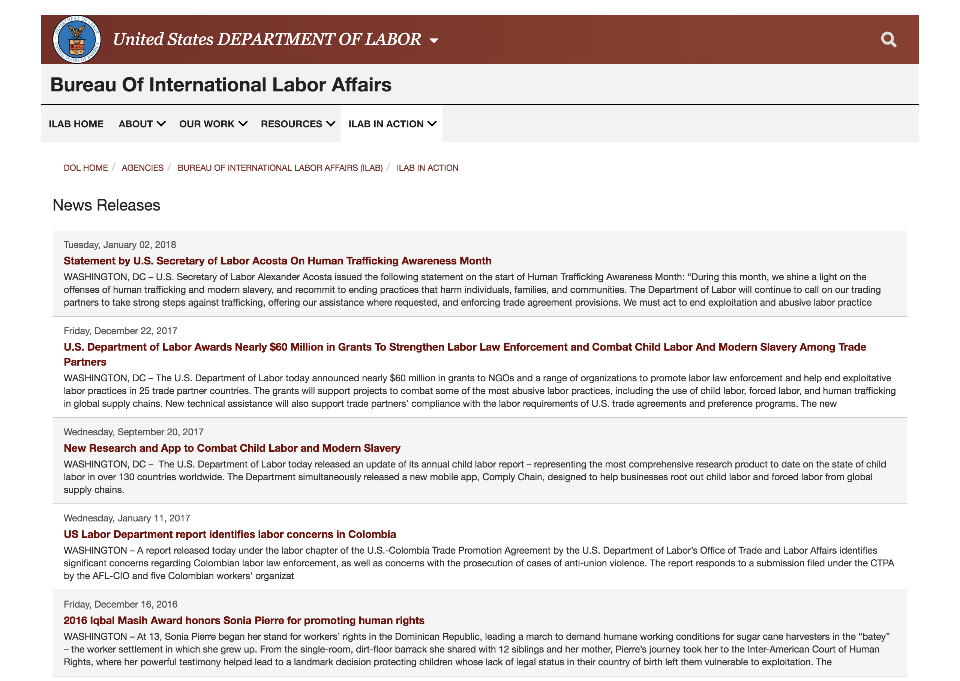 United States DEPARTMENT OF LABOR
Bureau Of International Labor Affairs
ILAB HOME ABOUT OUR WORK RESOURCES ILAB IN ACTION
DOL HOME / AGENCIES / BUREAU OF INTERNATIONAL LABOR AFFAIRS (ILAB) / ILAB IN ACTION
News Releases
Tuesday, January 02, 2018
Statement by U.S. Secretary of Labor Acosta On Human Trafficking Awareness Month
WASHINGTON, DC – U.S. Secretary of Labor Alexander Acosta issued the following statement on the start of Human Trafficking Awareness Month: “During this month, we shine a light on the
offenses of human trafficking and modern slavery, and recommit to ending practices that harm individuals, families, and communities. The Department of Labor will continue to call on our trading
partners to take strong steps against trafficking, offering our assistance where requested, and enforcing trade agreement provisions. We must act to end exploitation and abusive labor practice
Friday, December 22, 2017
U.S. Department of Labor Awards Nearly $60 Million in Grants To Strengthen Labor Law Enforcement and Combat Child Labor And Modern Slavery Among Trade
Partners
WASHINGTON, DC – The U.S. Department of Labor today announced nearly $60 million in grants to NGOs and a range of organizations to promote labor law enforcement and help end exploitative
labor practices in 25 trade partner countries. The grants will support projects to combat some of the most abusive labor practices, including the use of child labor, forced labor, and human trafficking
in global supply chains. New technical assistance will also support trade partners’ compliance with the labor requirements of U.S. trade agreements and preference programs. The new
Wednesday, September 20, 2017
New Research and App to Combat Child Labor and Modern Slavery
WASHINGTON, DC – The U.S. Department of Labor today released an update of its annual child labor report – representing the most comprehensive research product to date on the state of child
labor in over 130 countries worldwide. The Department simultaneously released a new mobile app, Comply Chain, designed to help businesses root out child labor and forced labor from global
supply chains.
Wednesday, January 11, 2017
US Labor Department report identifies labor concerns in Colombia
WASHINGTON – A report released today under the labor chapter of the U.S.-Colombia Trade Promotion Agreement by the U.S. Department of Labor’s Office of Trade and Labor Affairs identifies
significant concerns regarding Colombian labor law enforcement, as well as concerns with the prosecution of cases of anti-union violence. The report responds to a submission filed under the CTPA
by the AFL-CIO and five Colombian workers’ organizat
Friday, December 16, 2016
2016 Iqbal Masih Award honors Sonia Pierre for promoting human rights
WASHINGTON – At 13, Sonia Pierre began her stand for workers’ rights in the Dominican Republic, leading a march to demand humane working conditions for sugar cane harvesters in the “batey”
– the worker settlement in which she grew up. From the single-room, dirt-floor barrack she shared with 12 siblings and her mother, Pierre’s journey took her to the Inter-American Court of Human
Rights, where her powerful testimony helped lead to a landmark decision protecting children whose lack of legal status in their country of birth left them vulnerable to exploitation. The